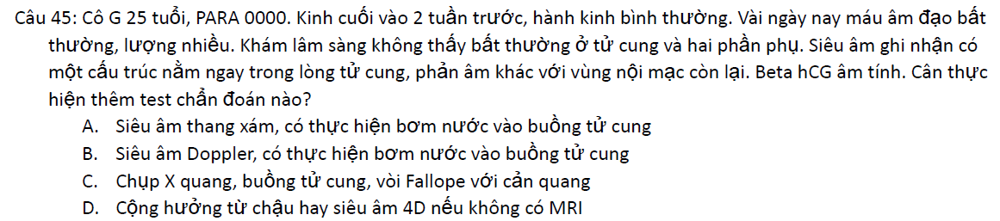 Câu 45: Cô G 25 tuổi, PARA 0000. Kinh cuối vào 2 tuần trước, hành kinh bình thường. Vài ngày nay máu âm đạo bất
thường, lượng nhiều. Khám lâm sàng không thấy bất thường ở tử cung và hai phần phụ. Siêu âm ghi nhận có
một cấu trúc nằm ngay trong lòng tử cung, phản âm khác với vùng nội mạc còn lại. Beta hCG âm tính. Cân thực
hiện thêm test chẩn đoán nào?
A. Siêu âm thang xám, có thực hiện bơm nước vào buồng tử cung
B. Siêu âm Doppler, có thực hiện bơm nước vào buồng tử cung
C. Chụp X quang, buồng tử cung, vòi Fallope với cản quang
D. Cộng hưởng từ chậu hay siêu âm 4D nếu không có MRI